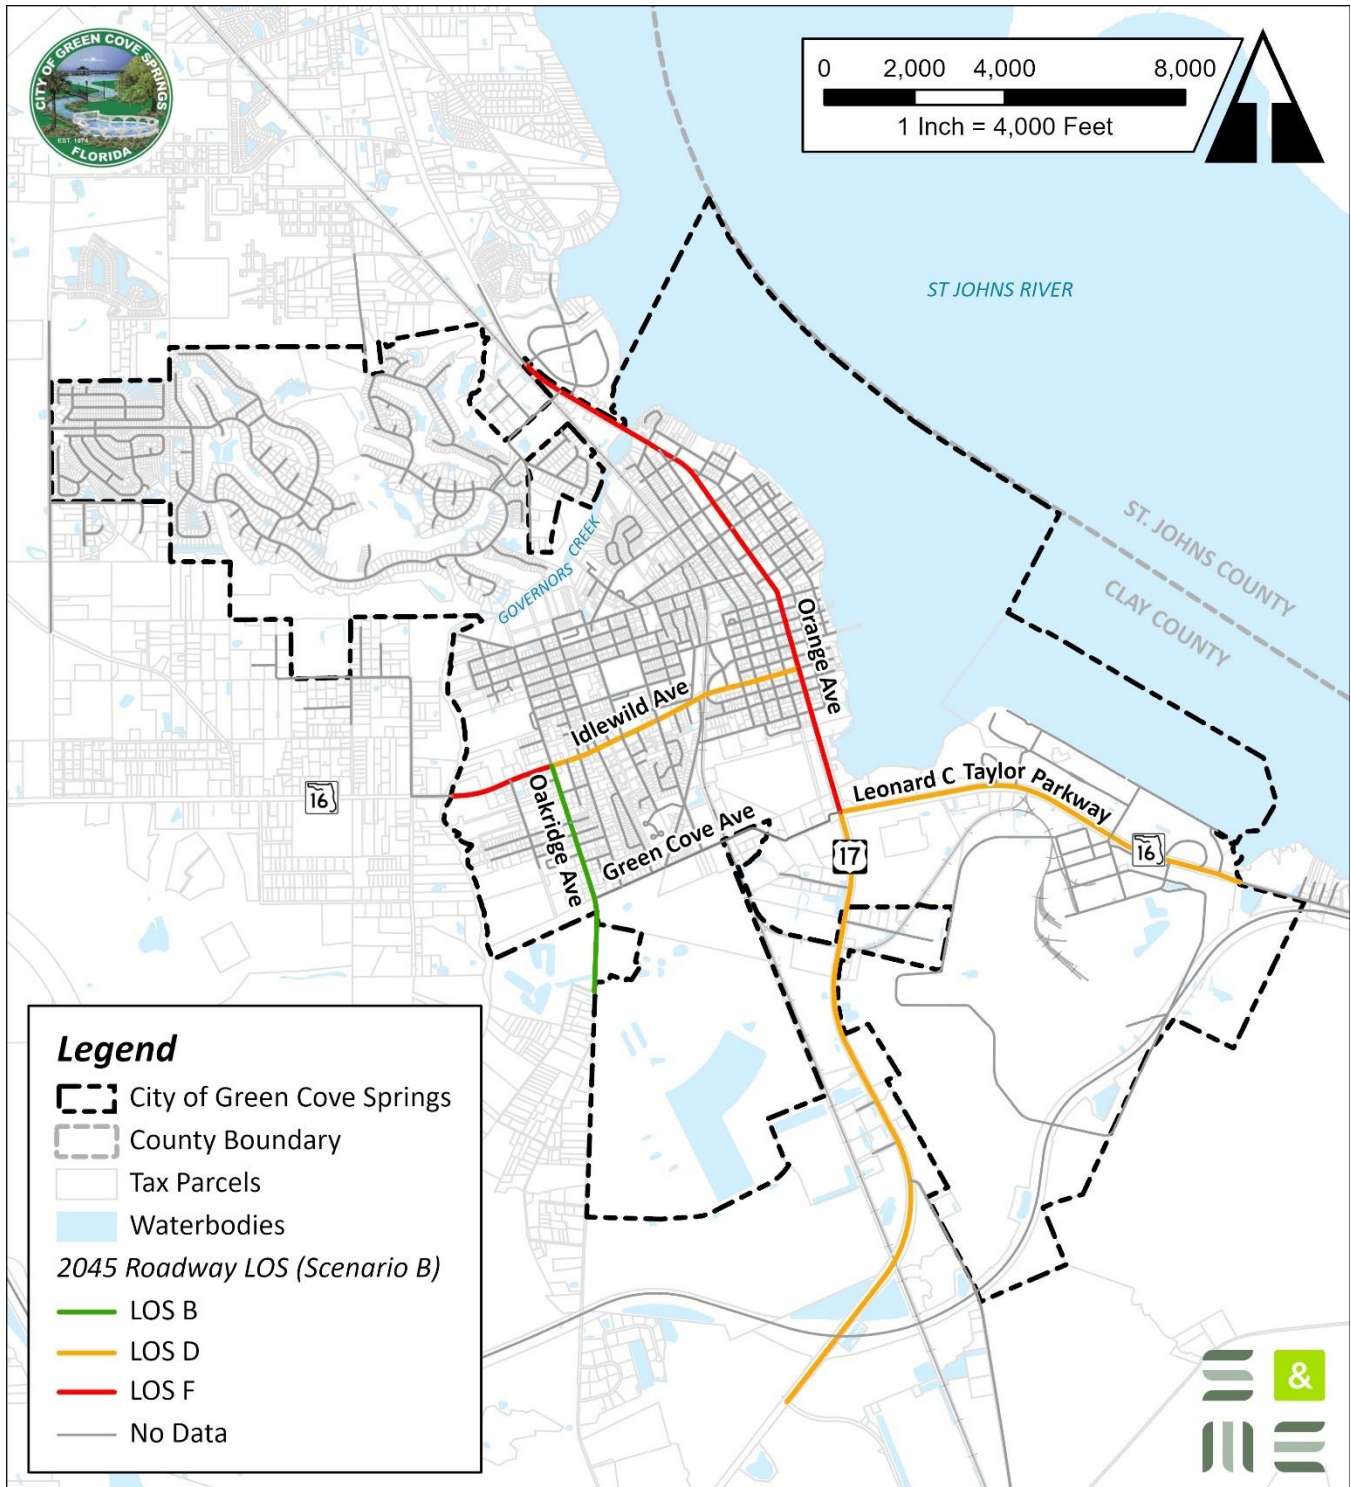 CITY OF GREEN COVE SPRINGS
EST. 1874
FLORIDA
0 2,000 4,000 8,000
1 Inch = 4,000 Feet
ST JOHNS RIVER
ST. JOHNS COUNTY
CLAY COUNTY
GOVERNORS CREEK
Orange Ave
Idlewild Ave
Leonard C Taylor Parkway
16
Oakridge Ave
Green Cove Ave
17
16
Legend
City of Green Cove Springs
County Boundary
Tax Parcels
Waterbodies
2045 Roadway LOS (Scenario B)
LOS B
LOS D
LOS F
No Data
S &
M E